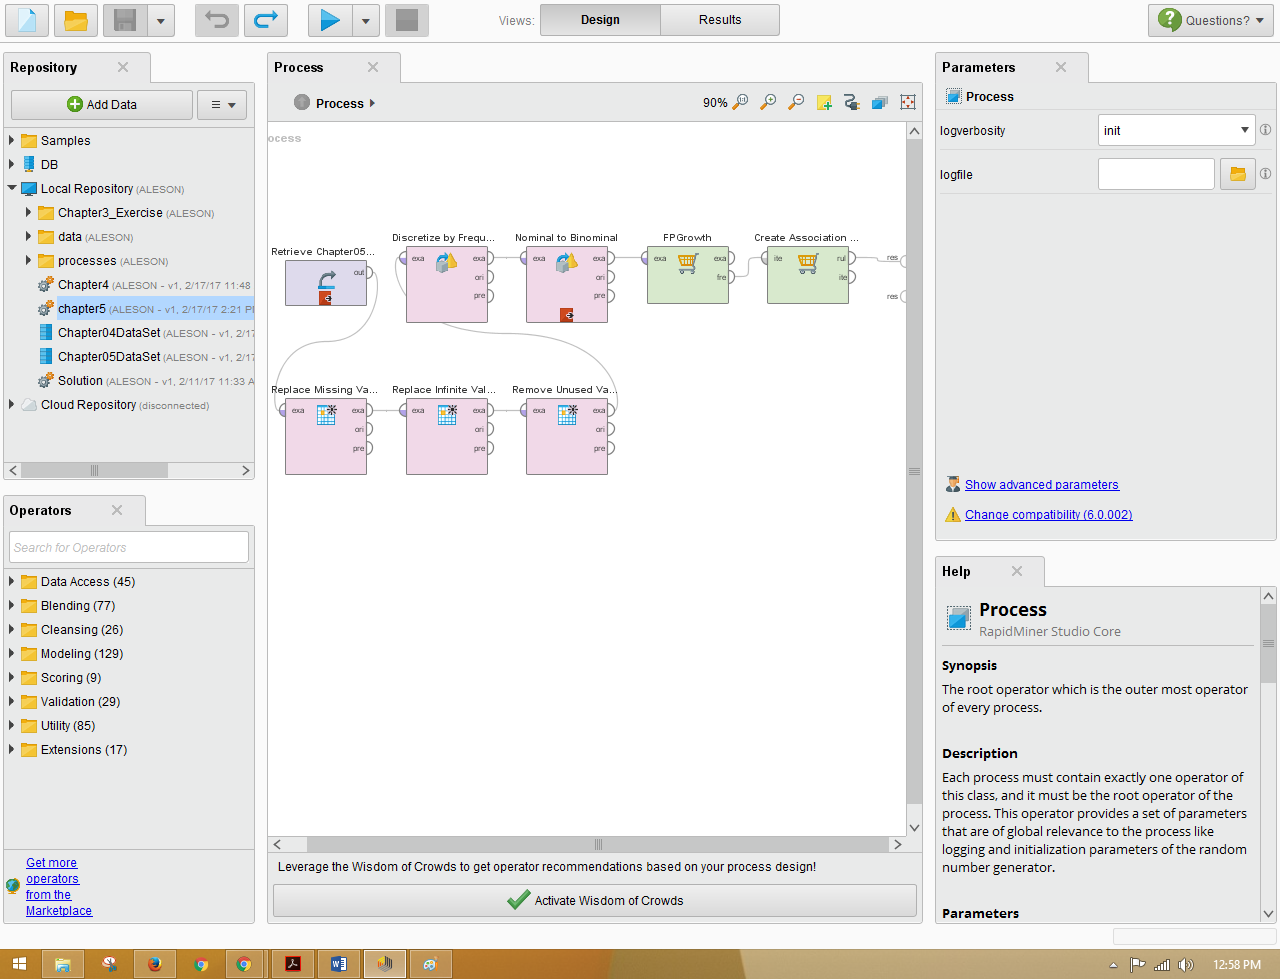 Views:
Design
Results
Questions?
Repository
Add Data
Samples
DB
Local Repository (ALESON)
Chapter3_Exercise (ALESON)
data (ALESON)
processes (ALESON)
Chapter4 (ALESON - v1, 2/17/17 11:48
chapter5 (ALESON - v1, 2/17/17 2:21 P
Chapter04DataSet (ALESON - v1, 2/17
Chapter05DataSet (ALESON - v1, 2/17
Solution (ALESON - v1, 2/11/17 11:33 A
Cloud Repository (disconnected)
Operators
Search for Operators
Data Access (45)
Blending (77)
Cleansing (26)
Modeling (129)
Scoring (9)
Validation (29)
Utility (85)
Extensions (17)
Get more
operators
from the
Marketplace
Process
Process
90%
ocess
Retrieve Chapter05...
out
Discretize by Frequ...
exa exa
ori
pre
Nominal to Binominal
exa exa
ori
pre
FPGrowth
exa exa
fre
Create Association ...
ite rul
ite
res
res
Replace Missing Va...
exa exa
ori
pre
Replace Infinite Val...
exa exa
ori
pre
Remove Unused Va...
exa exa
ori
pre
Leverage the Wisdom of Crowds to get operator recommendations based on your process design!
Activate Wisdom of Crowds
Parameters
Process
logverbosity
init
logfile
Show advanced parameters
Change compatibility (6.0.002)
Help
Process
RapidMiner Studio Core
Synopsis
The root operator which is the outer most operator
of every process.
Description
Each process must contain exactly one operator of
this class, and it must be the root operator of the
process. This operator provides a set of parameters
that are of global relevance to the process like
logging and initialization parameters of the random
number generator.
Parameters
12:58 PM